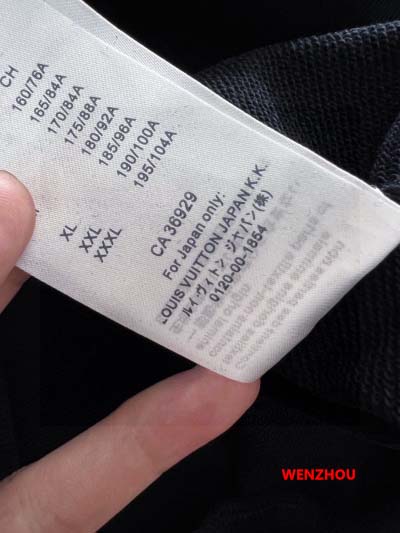 CH
160/76A
165/84A
170/84A
175/88A
180/92A
185/96A
190/100A
195/104A
XL
XXL
XXXL
CA 36929
For Japan only:
LOUIS VUITTON JAPAN K.K.
ルイ・ヴィトン ジャパン(株)
0120-00-1854
WENZHOU